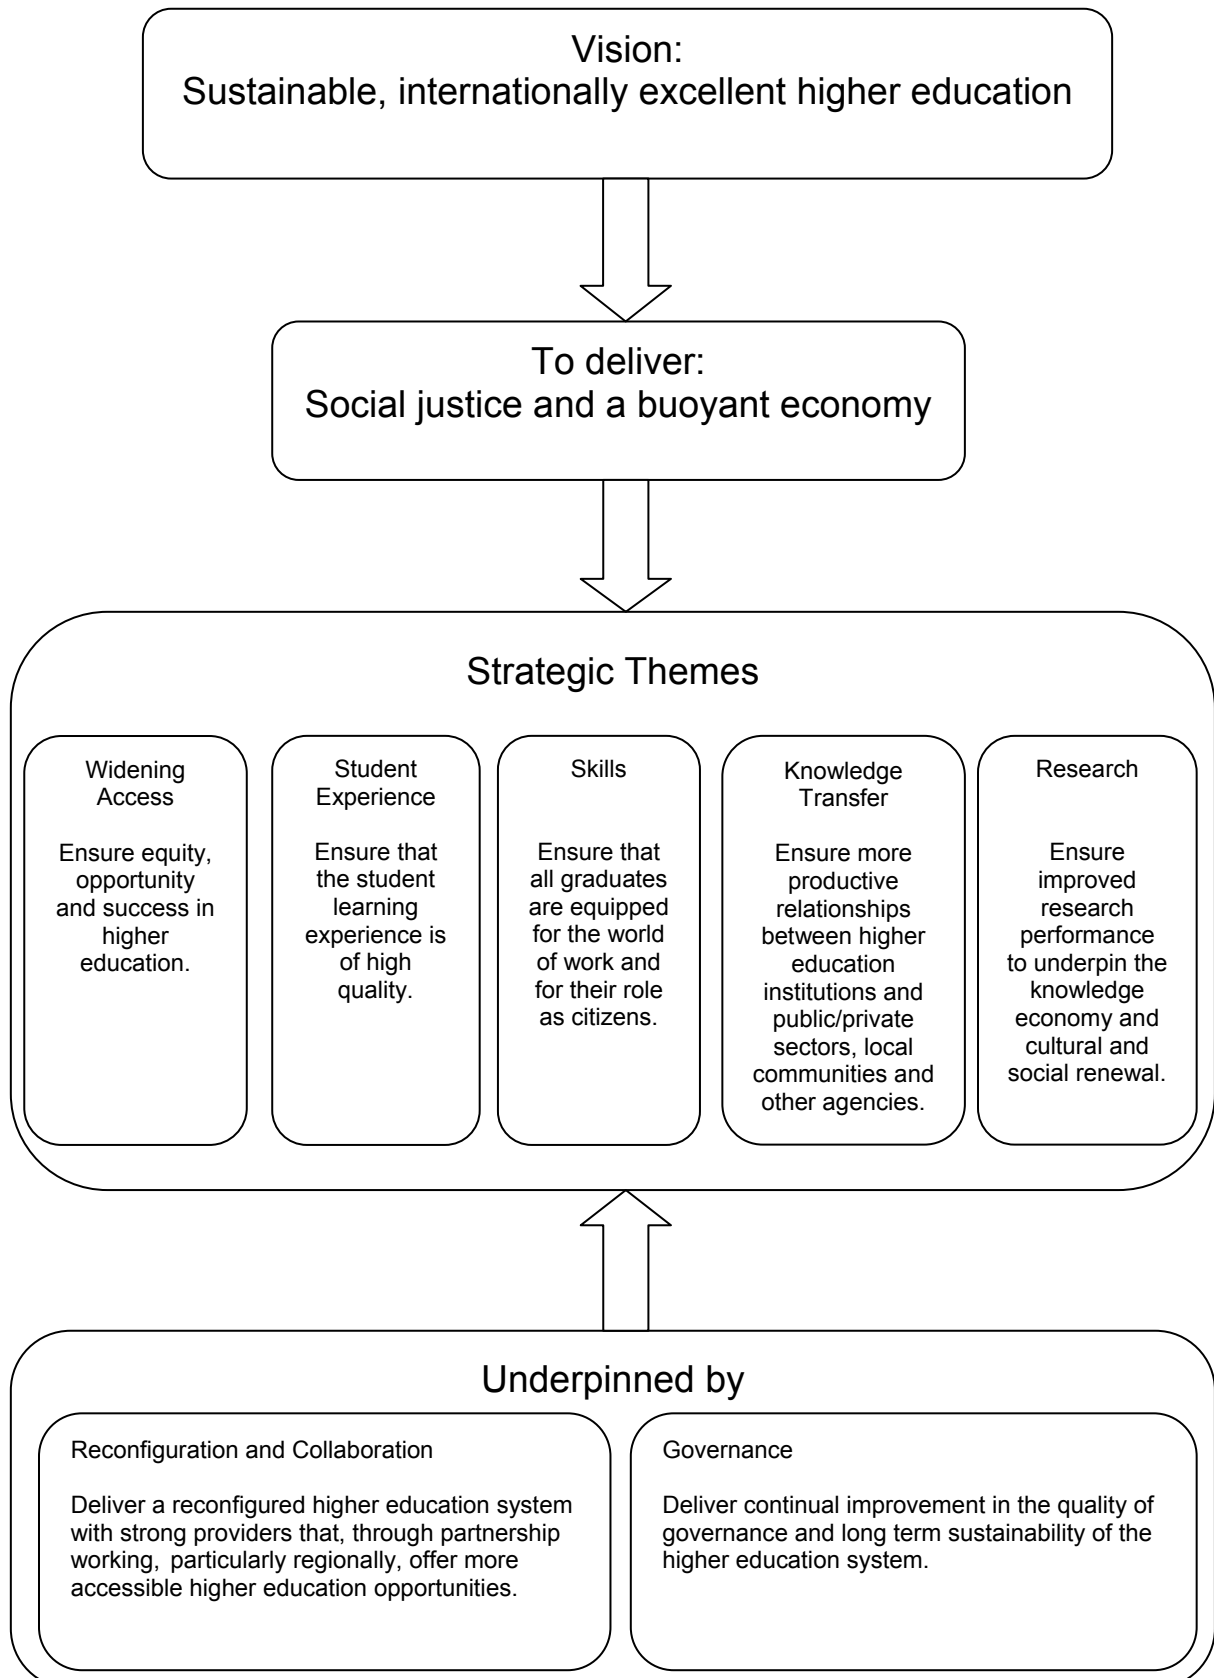 Vision:
Sustainable, internationally excellent higher education
To deliver:
Social justice and a buoyant economy
Strategic Themes
Widening
Access
Ensure equity,
opportunity
and success in
higher
education.
Student
Experience
Ensure that
the student
learning
experience is
of high
quality.
Skills
Ensure that
all graduates
are equipped
for the world
of work and
for their role
as citizens.
Knowledge
Transfer
Ensure more
productive
relationships
between higher
education
institutions and
public/private
sectors, local
communities and
other agencies.
Research
Ensure
improved
research
performance
to underpin the
knowledge
economy and
cultural and
social renewal.
Underpinned by
Reconfiguration and Collaboration
Deliver a reconfigured higher education system
with strong providers that, through partnership
working, particularly regionally, offer more
accessible higher education opportunities.
Governance
Deliver continual improvement in the quality of
governance and long term sustainability of the
higher education system.